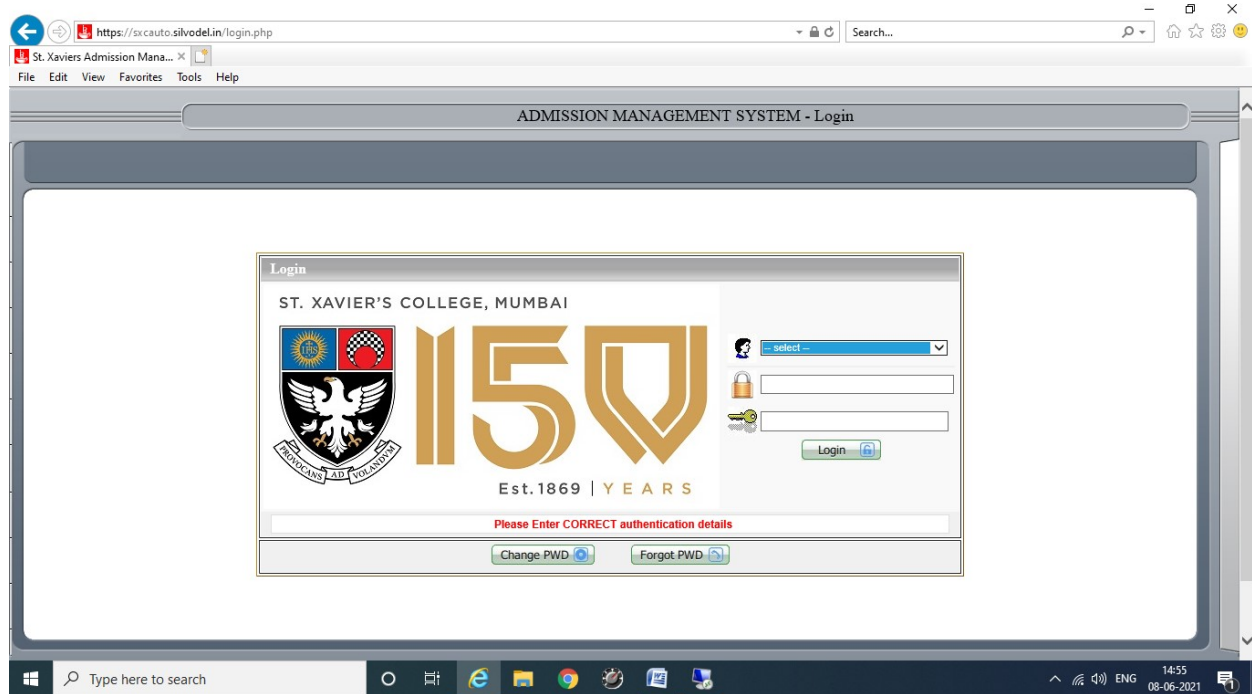 https://sxcauto.silvodel.in/login.php
Search...
St. Xaviers Admission Mana...
File Edit View Favorites Tools Help
ADMISSION MANAGEMENT SYSTEM - Login
Login
ST. XAVIER'S COLLEGE, MUMBAI
IHS
150
PROVOCANS AD VOLANDVM
Est.1869 | YEARS
-- select --
Login
Please Enter CORRECT authentication details
Change PWD Forgot PWD
Type here to search
ENG
14:55
08-06-2021
1